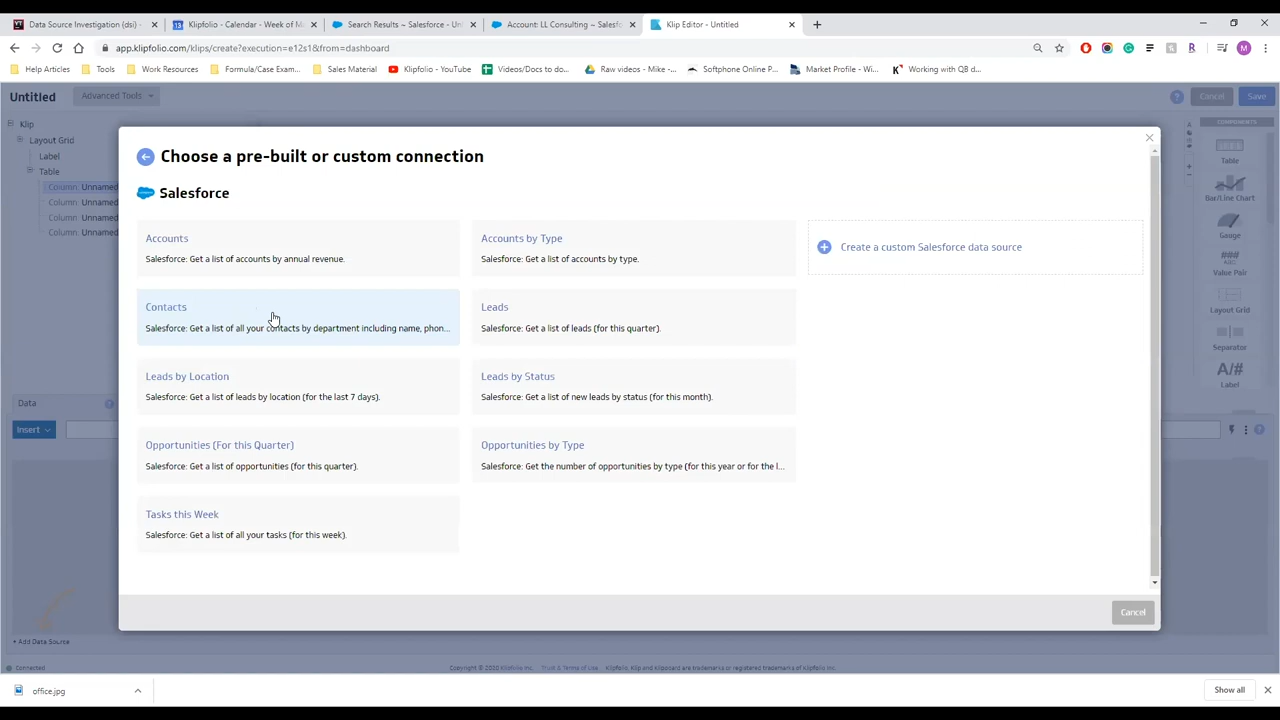 Data Source Investigation (dsi) -
Klipfolio - Calendar - Week of M
Search Results ~ Salesforce - Un
Account: LL Consulting ~ Salesf
Klip Editor - Untitled
app.klipfolio.com/klips/create?execution=e12s1&from=dashboard
M
Help Articles
Tools
Work Resources
Formula/Case Exam...
Sales Material
Klipfolio - YouTube
Videos/Docs to do...
Raw videos - Mike -...
Softphone Online P...
Market Profile - Wi...
Working with QB d...
Untitled
Advanced Tools
Cancel
Save
Klip
Layout Grid
Label
Table
Column: Unnamed
Column: Unnamed
Column: Unnamed
Column: Unnamed
COMPONENTS
Table
Bar/Line Chart
Gauge
Value Pair
Layout Grid
Separator
A/#
Label
Choose a pre-built or custom connection
Salesforce
Accounts
Salesforce: Get a list of accounts by annual revenue.
Accounts by Type
Salesforce: Get a list of accounts by type.
Create a custom Salesforce data source
Contacts
Salesforce: Get a list of all your contacts by department including name, phon...
Leads
Salesforce: Get a list of leads (for this quarter).
Leads by Location
Salesforce: Get a list of leads by location (for the last 7 days).
Leads by Status
Salesforce: Get a list of new leads by status (for this month).
Opportunities (For this Quarter)
Salesforce: Get a list of opportunities (for this quarter).
Opportunities by Type
Salesforce: Get the number of opportunities by type (for this year or for the l...
Tasks this Week
Salesforce: Get a list of all your tasks (for this week).
Cancel
Data
Insert
+ Add Data Source
Connected
Copyright © 2020 Klipfolio Inc.
Trust & Terms of Use
Klipfolio, Klip and Klipboard are trademarks or registered trademarks of Klipfolio Inc.
office.jpg
Show all